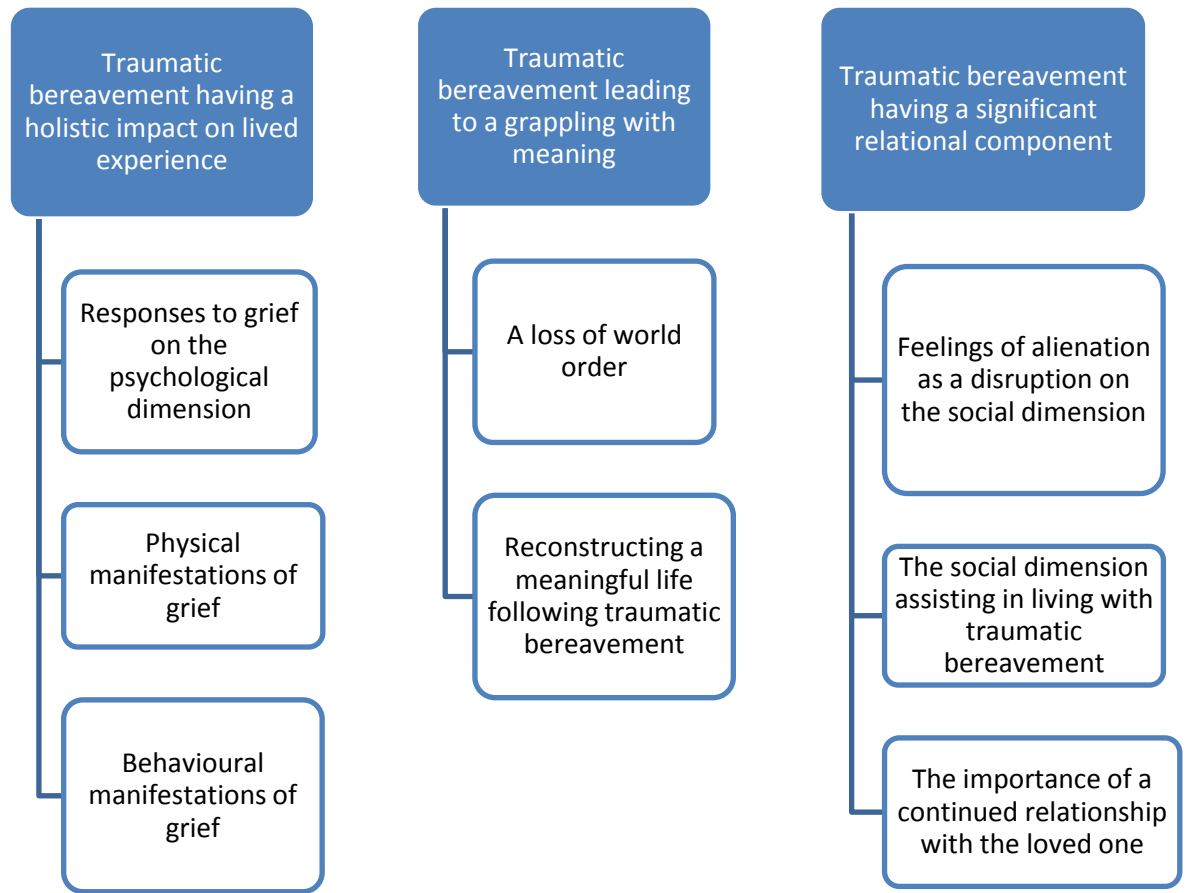 Traumatic
bereavement having a
holistic impact on lived
experience
Responses to grief
on the
psychological
dimension
Physical
manifestations of
grief
Behavioural
manifestations of
grief
Traumatic
bereavement leading
to a grappling with
meaning
A loss of world
order
Reconstructing a
meaningful life
following traumatic
bereavement
Traumatic bereavement
having a significant
relational component
Feelings of alienation
as a disruption on
the social dimension
The social dimension
assisting in living with
traumatic
bereavement
The importance of a
continued relationship
with the loved one